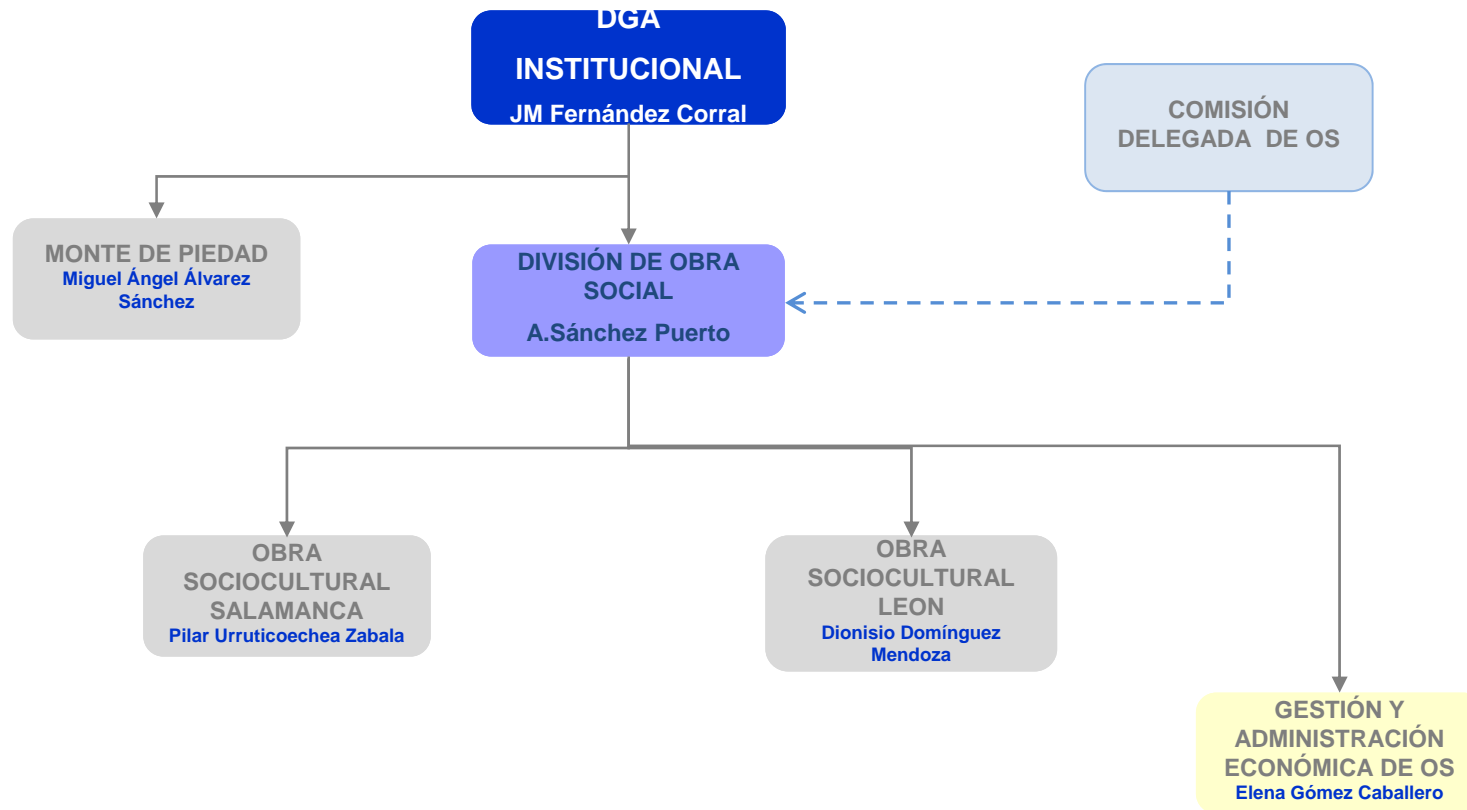 DGA
INSTITUCIONAL
JM Fernández Corral
COMISIÓN
DELEGADA DE OS
MONTE DE PIEDAD
Miguel Ángel Álvarez
Sánchez
DIVISIÓN DE OBRA
SOCIAL
A.Sánchez Puerto
OBRA
SOCIOCULTURAL
SALAMANCA
Pilar Urruticoechea Zabala
OBRA
SOCIOCULTURAL
LEON
Dionisio Domínguez
Mendoza
GESTIÓN Y
ADMINISTRACIÓN
ECONÓMICA DE OS
Elena Gómez Caballero